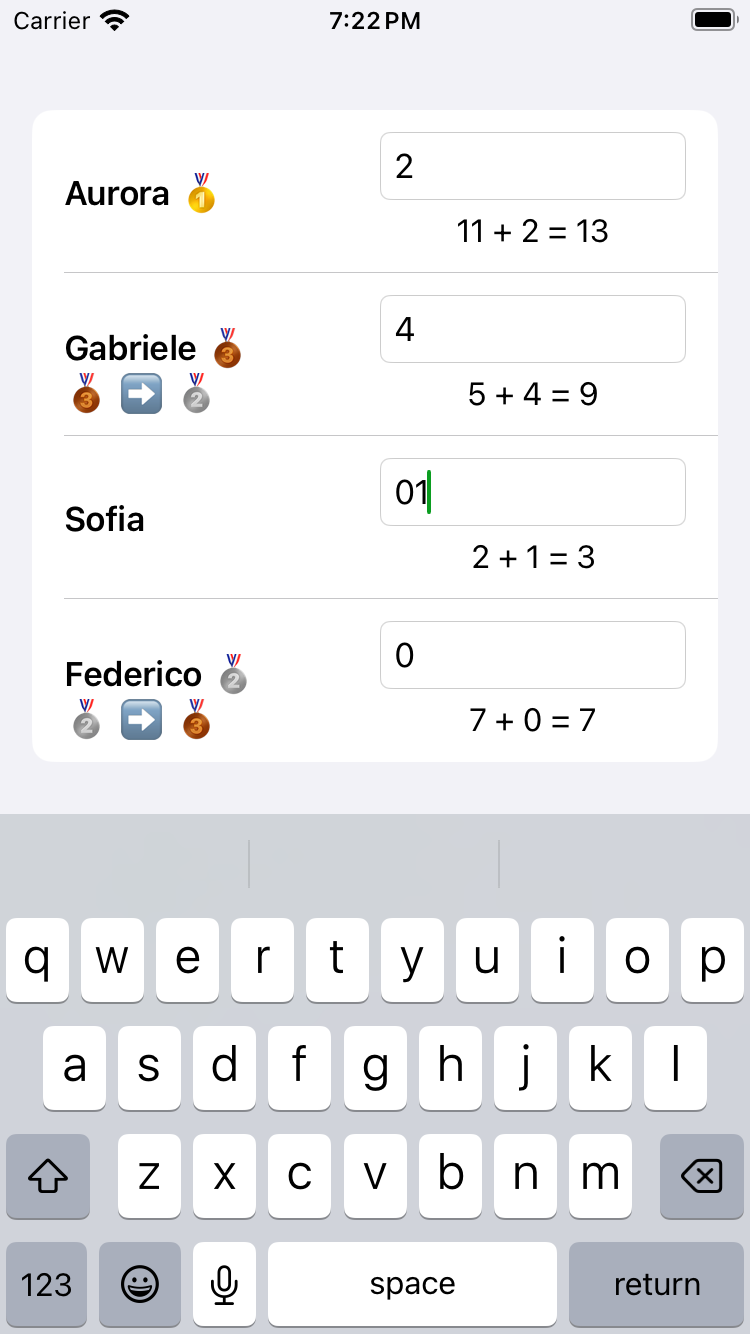 Carrier 7:22 PM
Aurora 🥇
2
11 + 2 = 13
Gabriele 🥉
🥉 ➡️ 🥈
4
5 + 4 = 9
Sofia
01
2 + 1 = 3
Federico 🥈
🥈 ➡️ 🥉
0
7 + 0 = 7
q w e r t y u i o p
a s d f g h j k l
z x c v b n m
123 space return